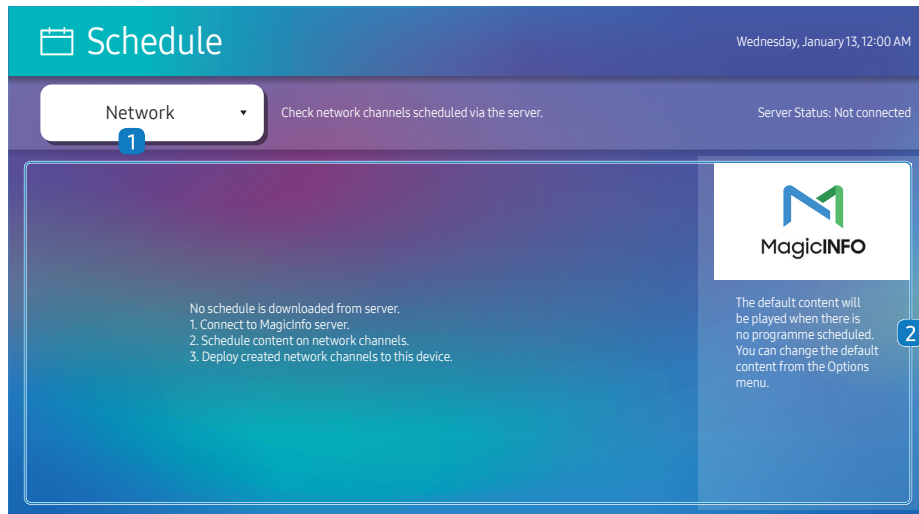 Schedule
Wednesday, January 13, 12:00 AM
Network
Check network channels scheduled via the server.
Server Status: Not connected
1
MagicINFO
No schedule is downloaded from server.
1. Connect to MagicInfo server.
2. Schedule content on network channels.
3. Deploy created network channels to this device.
The default content will
be played when there is
no programme scheduled.
You can change the default
content from the Options
menu.
2